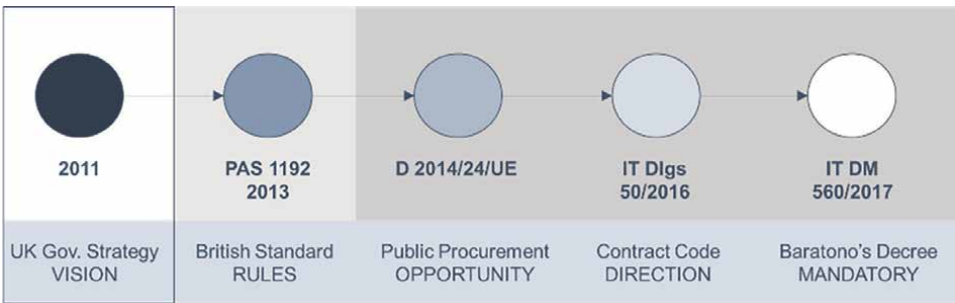 2011
PAS 1192
2013
D 2014/24/UE
IT Dlgs
50/2016
IT DM
560/2017
UK Gov. Strategy
VISION
British Standard
RULES
Public Procurement
OPPORTUNITY
Contract Code
DIRECTION
Baratono's Decree
MANDATORY